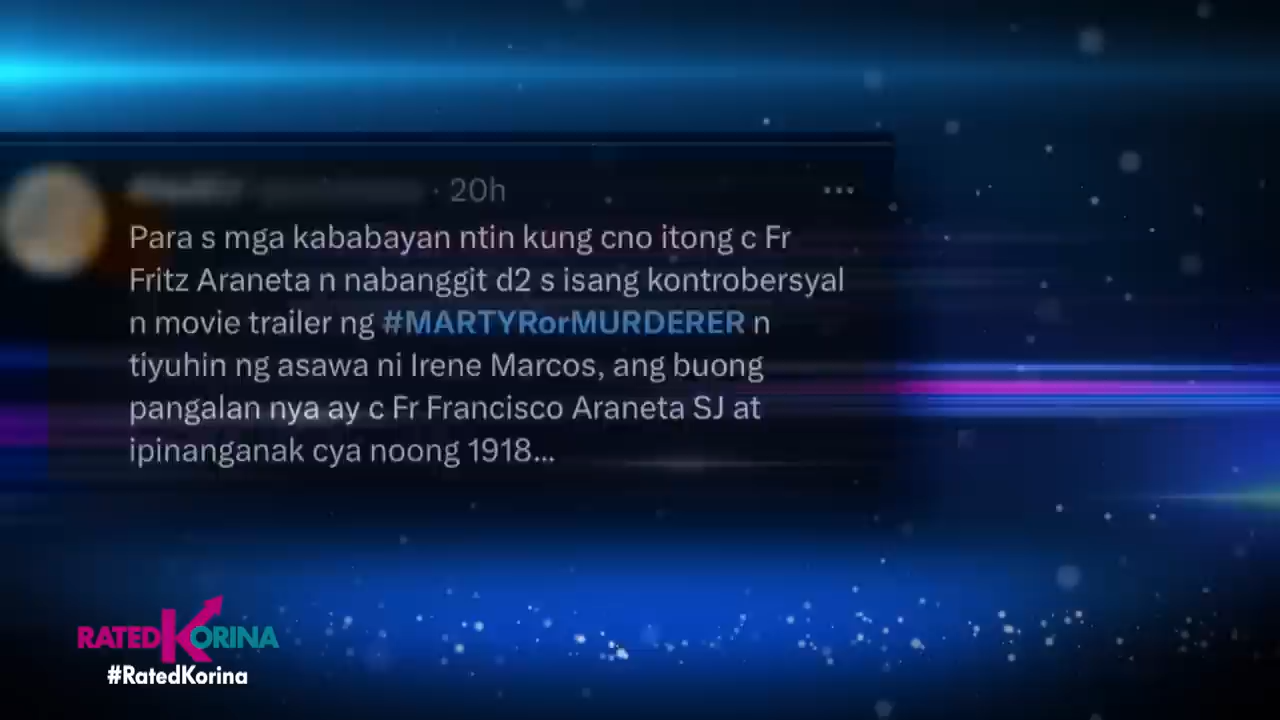 · 20h
Para s mga kababayan ntin kung cno itong c Fr
Fritz Araneta n nabanggit d2 s isang kontrobersyal
n movie trailer ng #MARTYRorMURDERER n
tiyuhin ng asawa ni Irene Marcos, ang buong
pangalan nya ay c Fr Francisco Araneta SJ at
ipinanganak cya noong 1918...
RATED KORINA
#RatedKorina